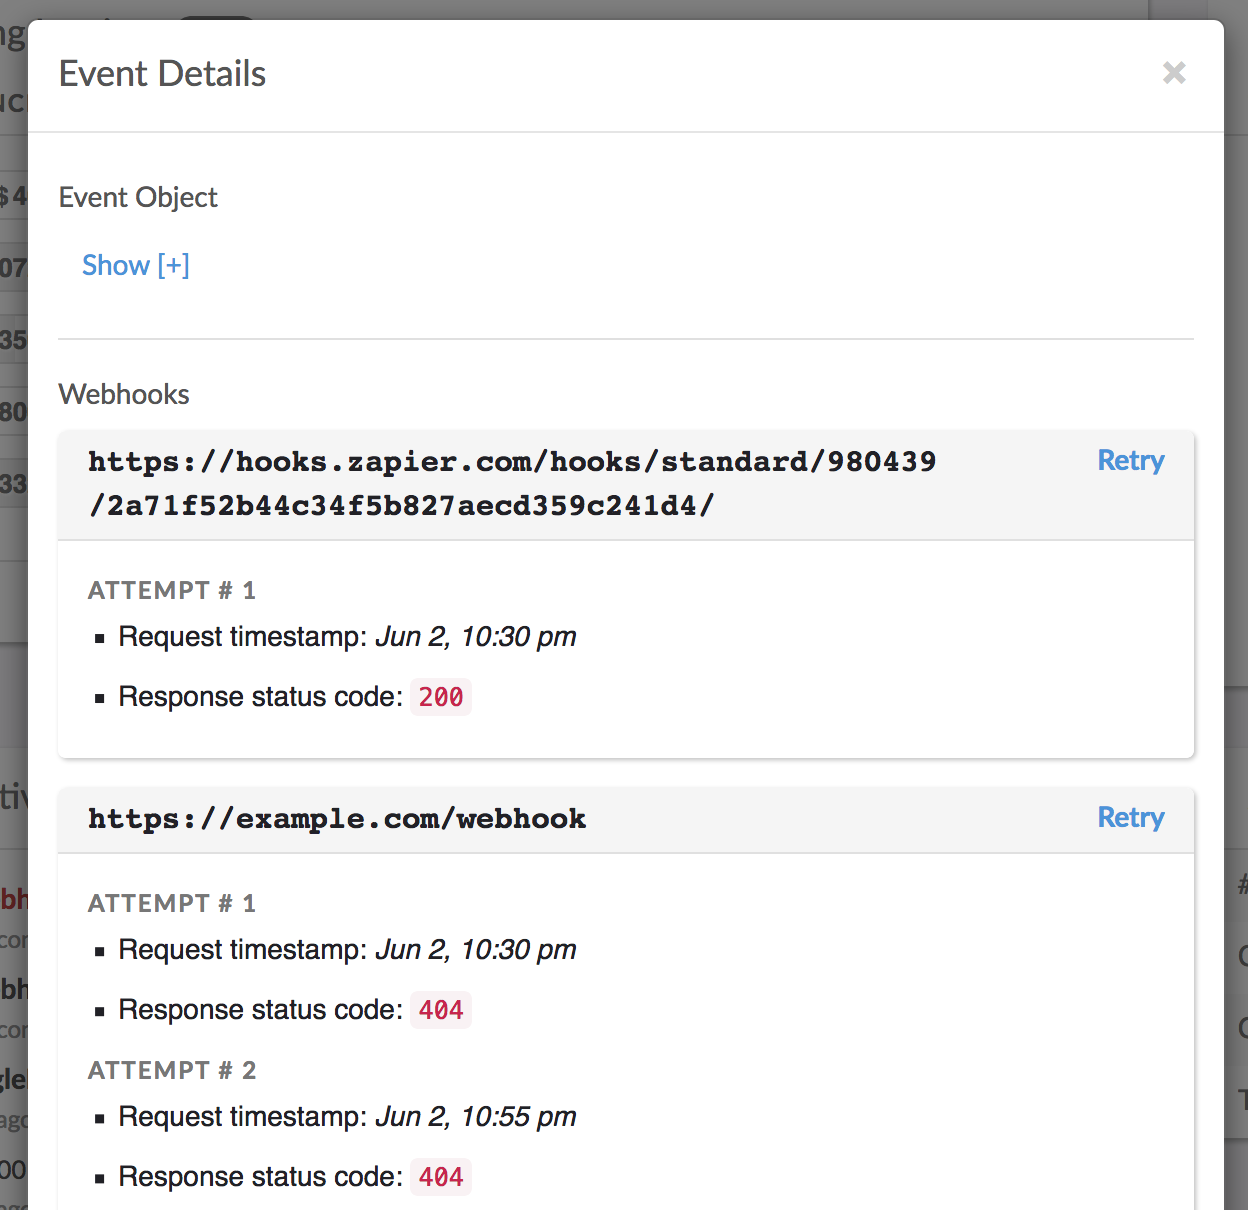 Event Details
×
Event Object
Show [+]
Webhooks
https://hooks.zapier.com/hooks/standard/980439
/2a71f52b44c34f5b827aecd359c241d4/
Retry
ATTEMPT # 1
Request timestamp: Jun 2, 10:30 pm
Response status code: 200
https://example.com/webhook
Retry
ATTEMPT # 1
Request timestamp: Jun 2, 10:30 pm
Response status code: 404
ATTEMPT # 2
Request timestamp: Jun 2, 10:55 pm
Response status code: 404